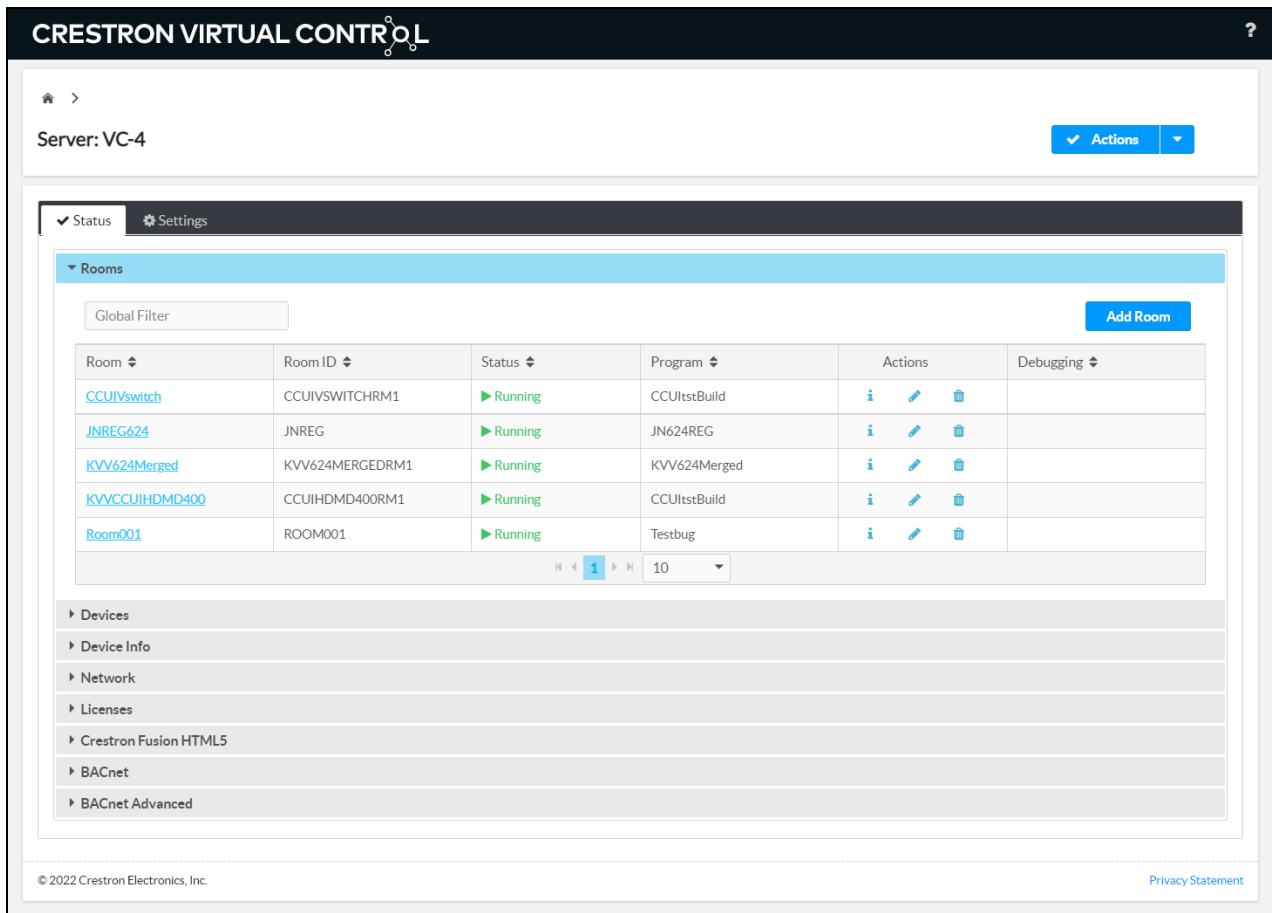 CRESTRON VIRTUAL CONTROL ?
Server: VC-4
Actions
Status Settings
Rooms
Global Filter
Add Room
Room Room ID Status Program Actions Debugging
CCUIVswitch CCUIVSWITCHRM1 Running CCUItstBuild
JNREG624 JNREG Running JN624REG
KVV624Merged KVV624MERGEDRM1 Running KVV624Merged
KVVCCUIHDMD400 CCUIHDMD400RM1 Running CCUItstBuild
Room001 ROOM001 Running Testbug
1 10
Devices
Device Info
Network
Licenses
Crestron Fusion HTML5
BACnet
BACnet Advanced
© 2022 Crestron Electronics, Inc. Privacy Statement